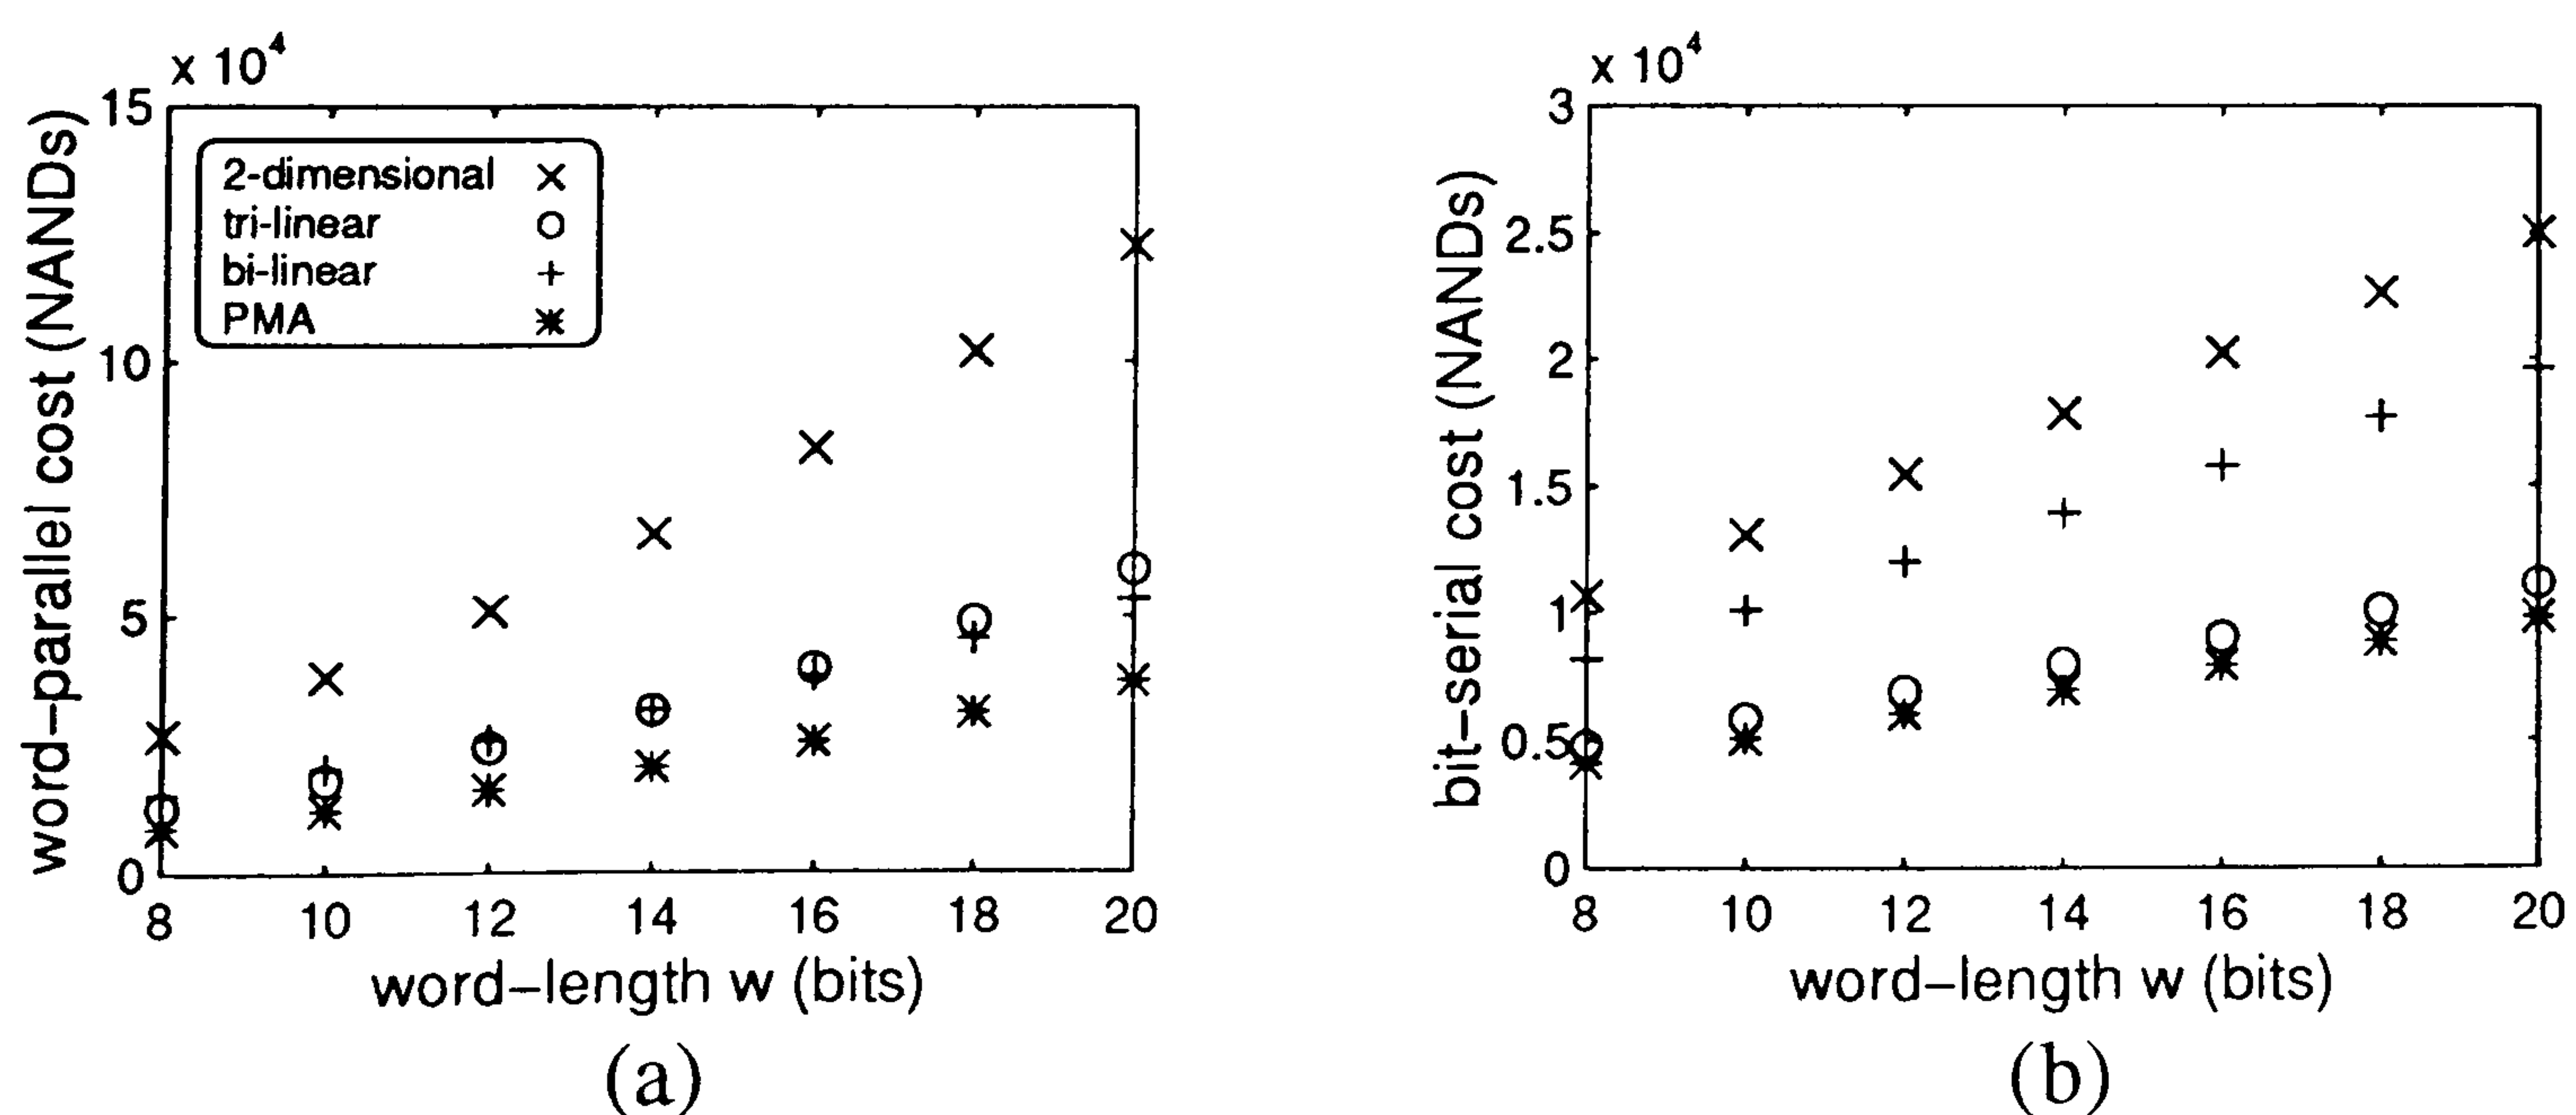 x 10^4
15
10
5
0
word–parallel cost (NANDs)
2-dimensional ×
tri-linear ○
bi-linear +
PMA ✳
8 10 12 14 16 18 20
word–length w (bits)
(a)
x 10^4
3
2.5
2
1.5
1
0.5
0
bit–serial cost (NANDs)
8 10 12 14 16 18 20
word–length w (bits)
(b)